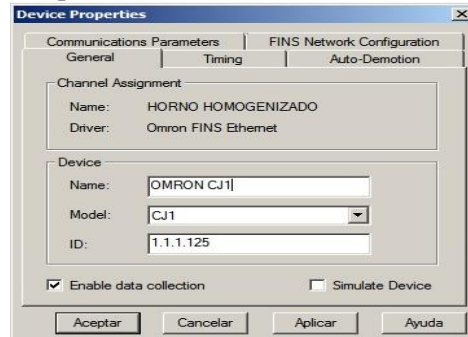 Device Properties
Communications Parameters FINS Network Configuration
General Timing Auto-Demotion
Channel Assignment
Name: HORNO HOMOGENIZADO
Driver: Omron FINS Ethernet
Device
Name: OMRON CJ1
Model: CJ1
ID: 1.1.1.125
Enable data collection Simulate Device
Aceptar Cancelar Aplicar Ayuda